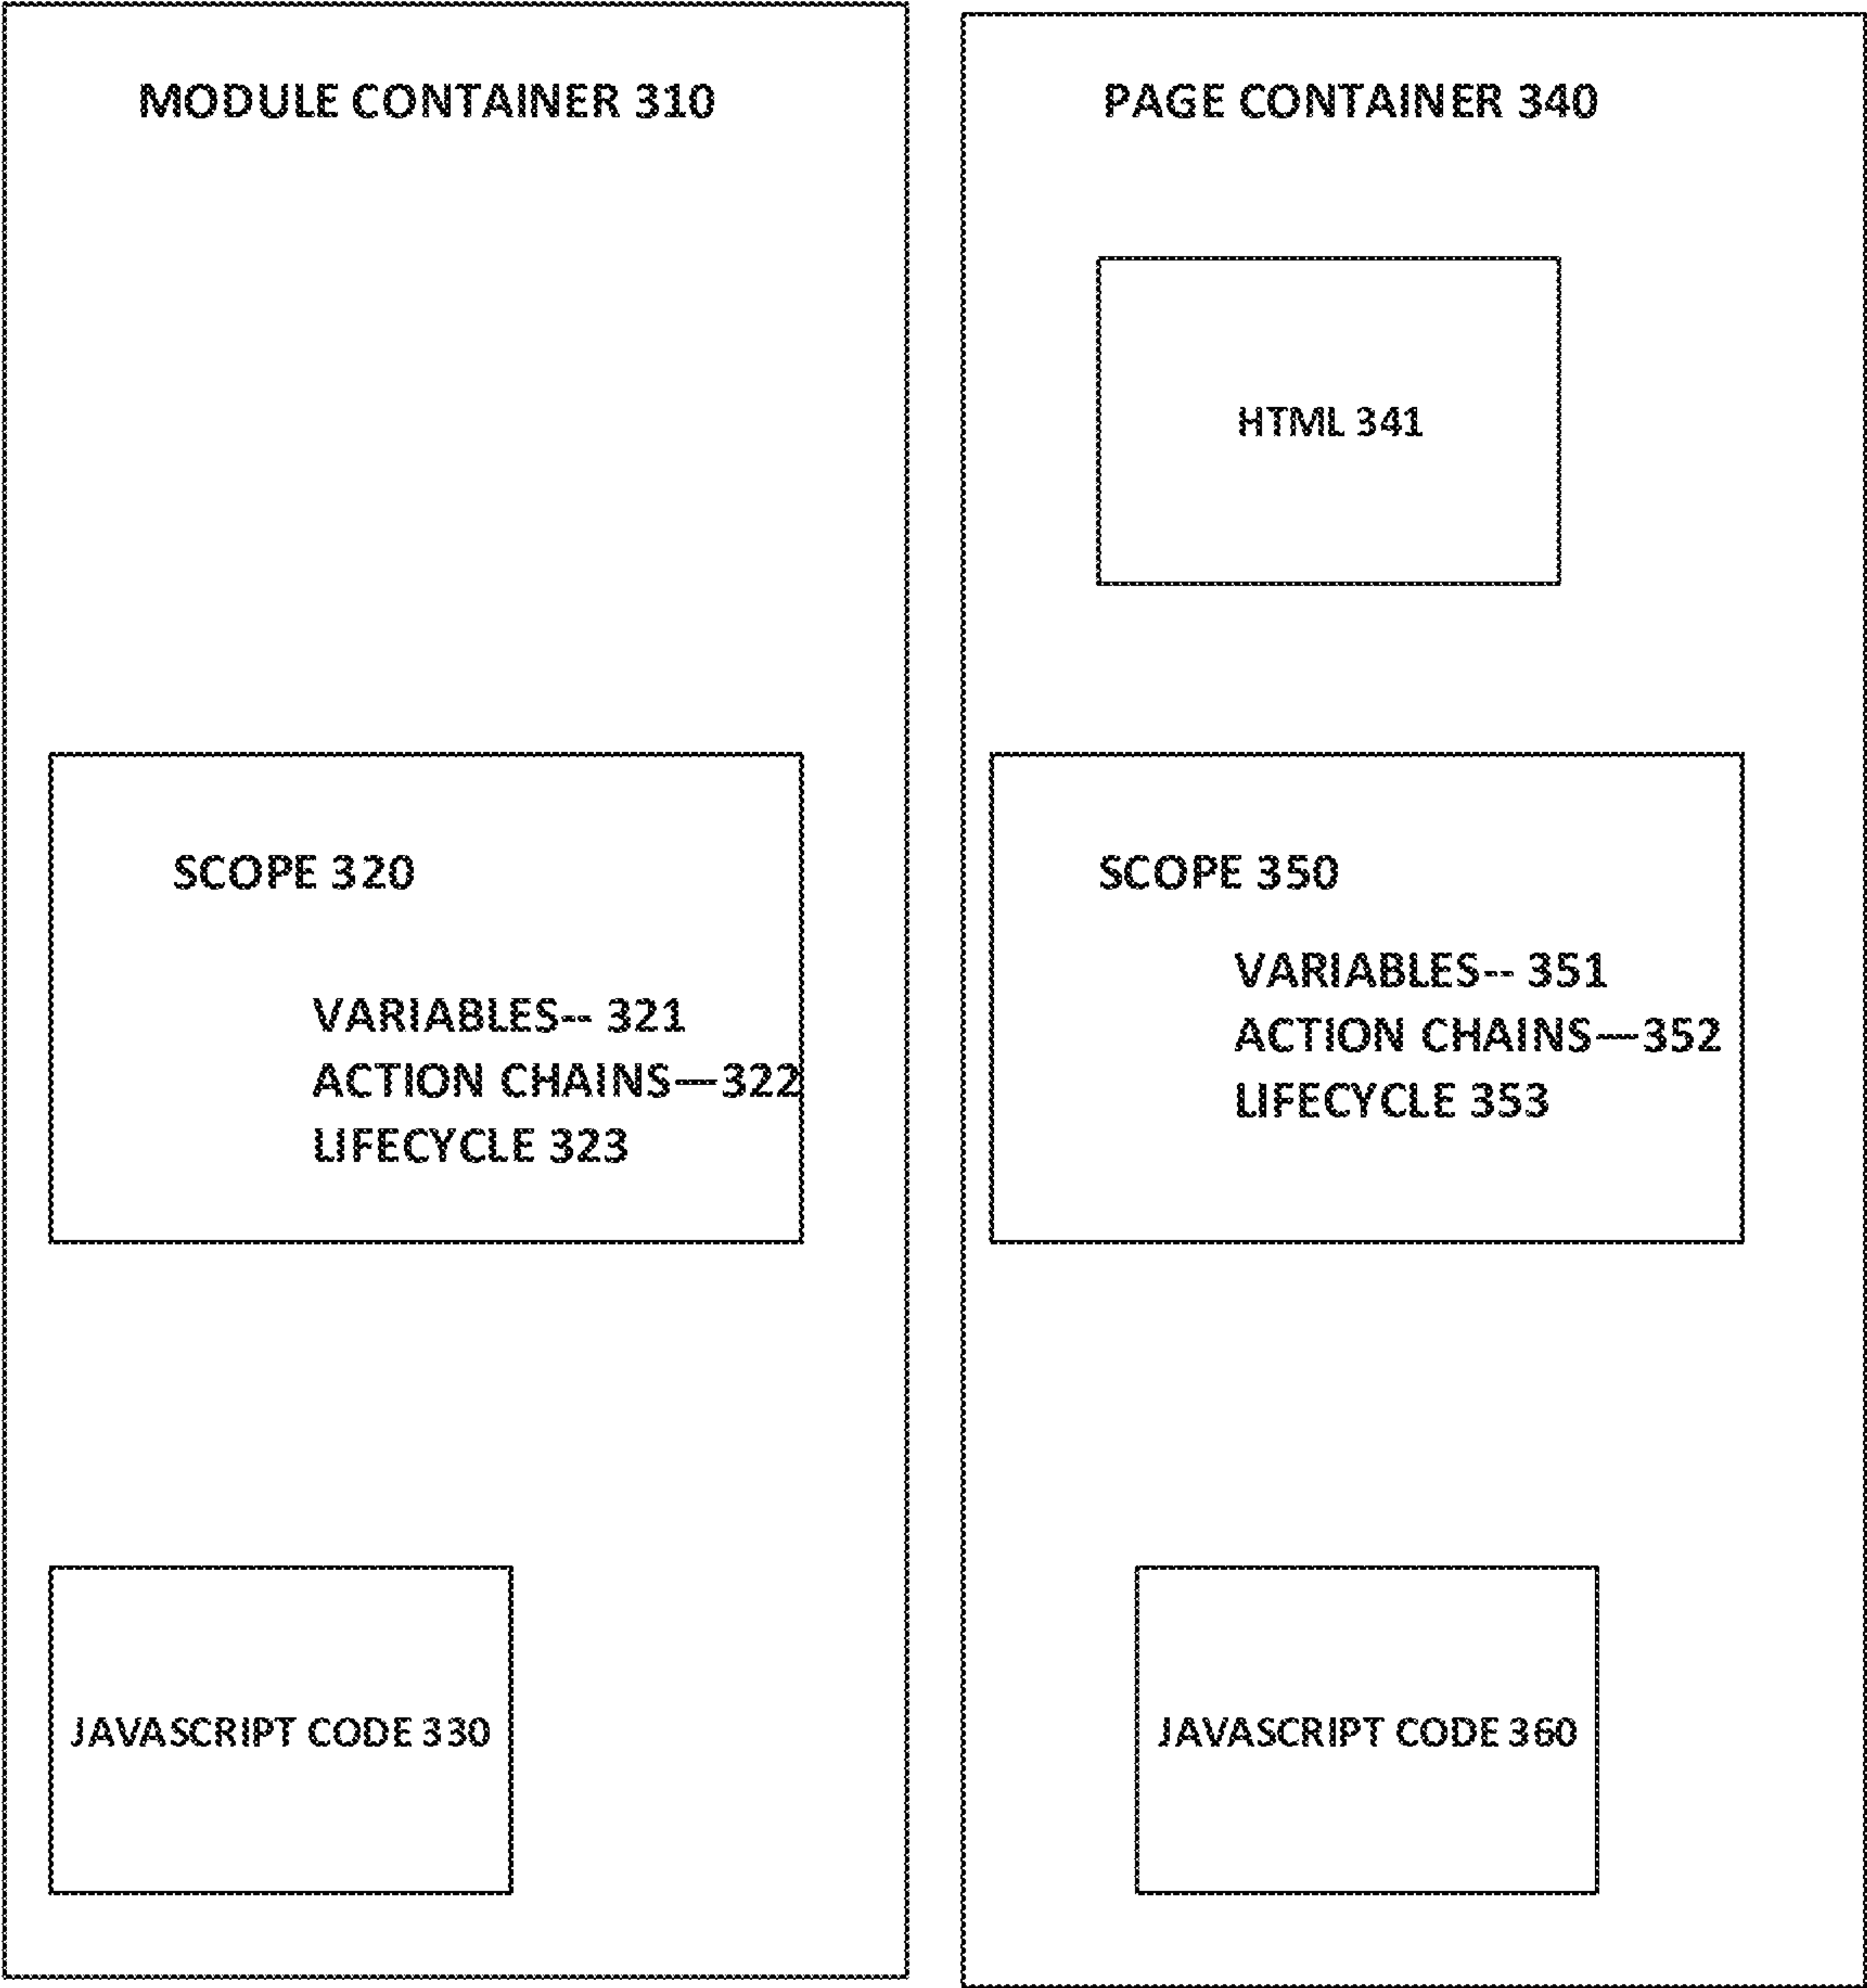 MODULE CONTAINER 310
SCOPE 320
VARIABLES-- 321
ACTION CHAINS—322
LIFECYCLE 323
JAVASCRIPT CODE 330
PAGE CONTAINER 340
HTML 341
SCOPE 350
VARIABLES-- 351
ACTION CHAINS—352
LIFECYCLE 353
JAVASCRIPT CODE 360